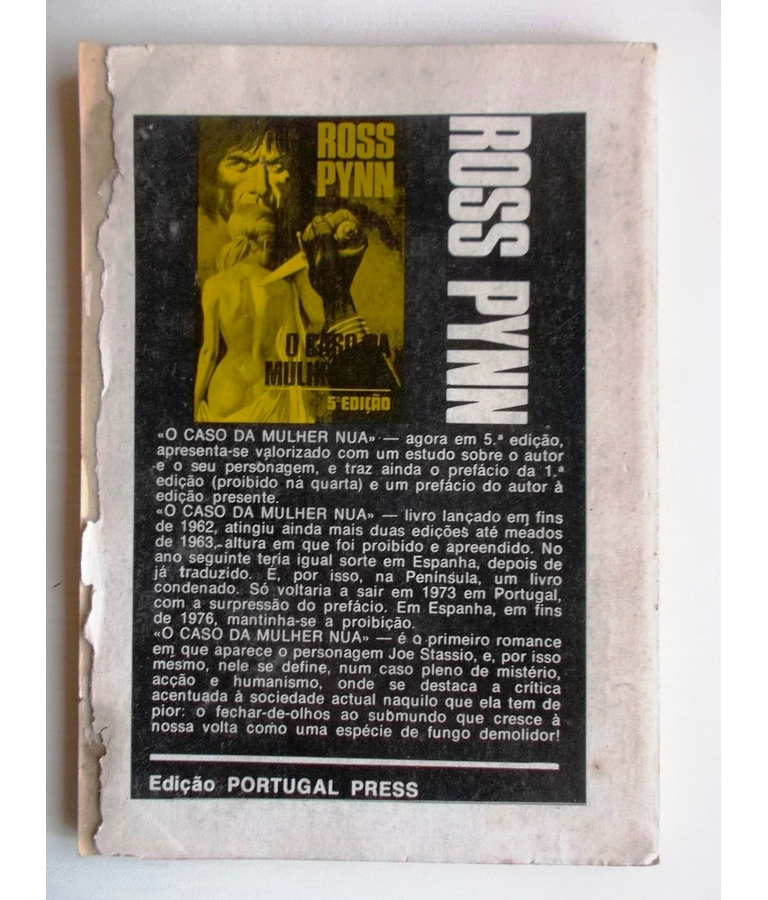 ROSS
PYNN
O CASO DA
MULHER
5ª EDIÇÃO
ROSS PYNN
«O CASO DA MULHER NUA» — agora em 5.ª edição,
apresenta-se valorizado com um estudo sobre o autor
e o seu personagem, e traz ainda o prefácio da 1.ª
edição (proibido na quarta) e um prefácio do autor à
edição presente.
«O CASO DA MULHER NUA» — livro lançado em fins
de 1962, atingiu ainda mais duas edições até meados
de 1963, altura em que foi proibido e apreendido. No
ano seguinte teria igual sorte em Espanha, depois de
já traduzido. É, por isso, na Península, um livro
condenado. Só voltaria a sair em 1973 em Portugal,
com a surpressão do prefácio. Em Espanha, em fins
de 1976, mantinha-se a proibição.
«O CASO DA MULHER NUA» — é o primeiro romance
em que aparece o personagem Joe Stassio, e, por isso
mesmo, nele se define, num caso pleno de mistério,
acção e humanismo, onde se destaca a crítica
acentuada à sociedade actual naquilo que ela tem de
pior: o fechar-de-olhos ao submundo que cresce à
nossa volta como uma espécie de fungo demolidor!
Edição PORTUGAL PRESS